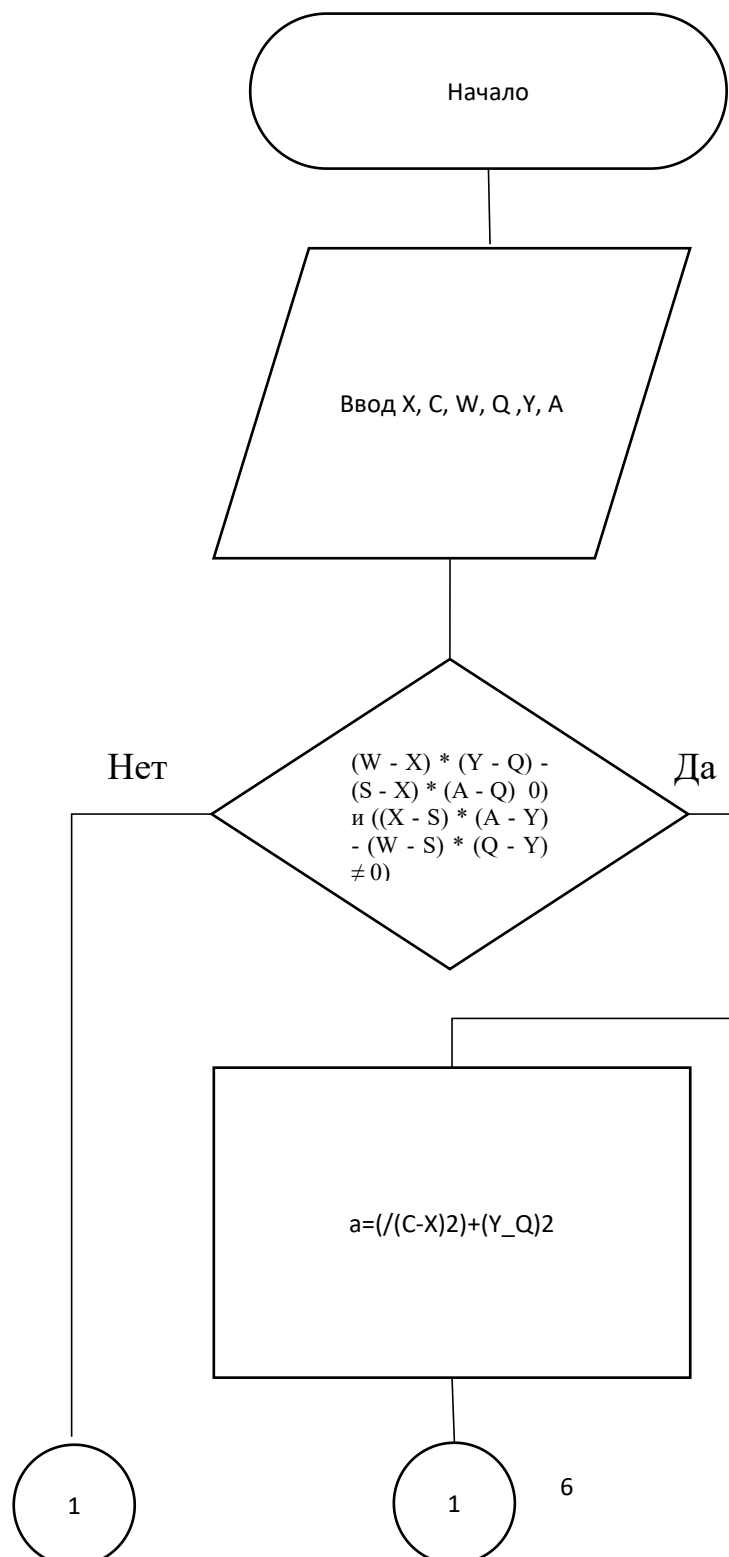 Начало
Ввод X, C, W, Q ,Y, A
Нет
(W - X) * (Y - Q) -
(S - X) * (A - Q) 0)
и ((X - S) * (A - Y)
- (W - S) * (Q - Y)
≠ 0)
Да
a=(/(C-X)2)+(Y_Q)2
1
1
6